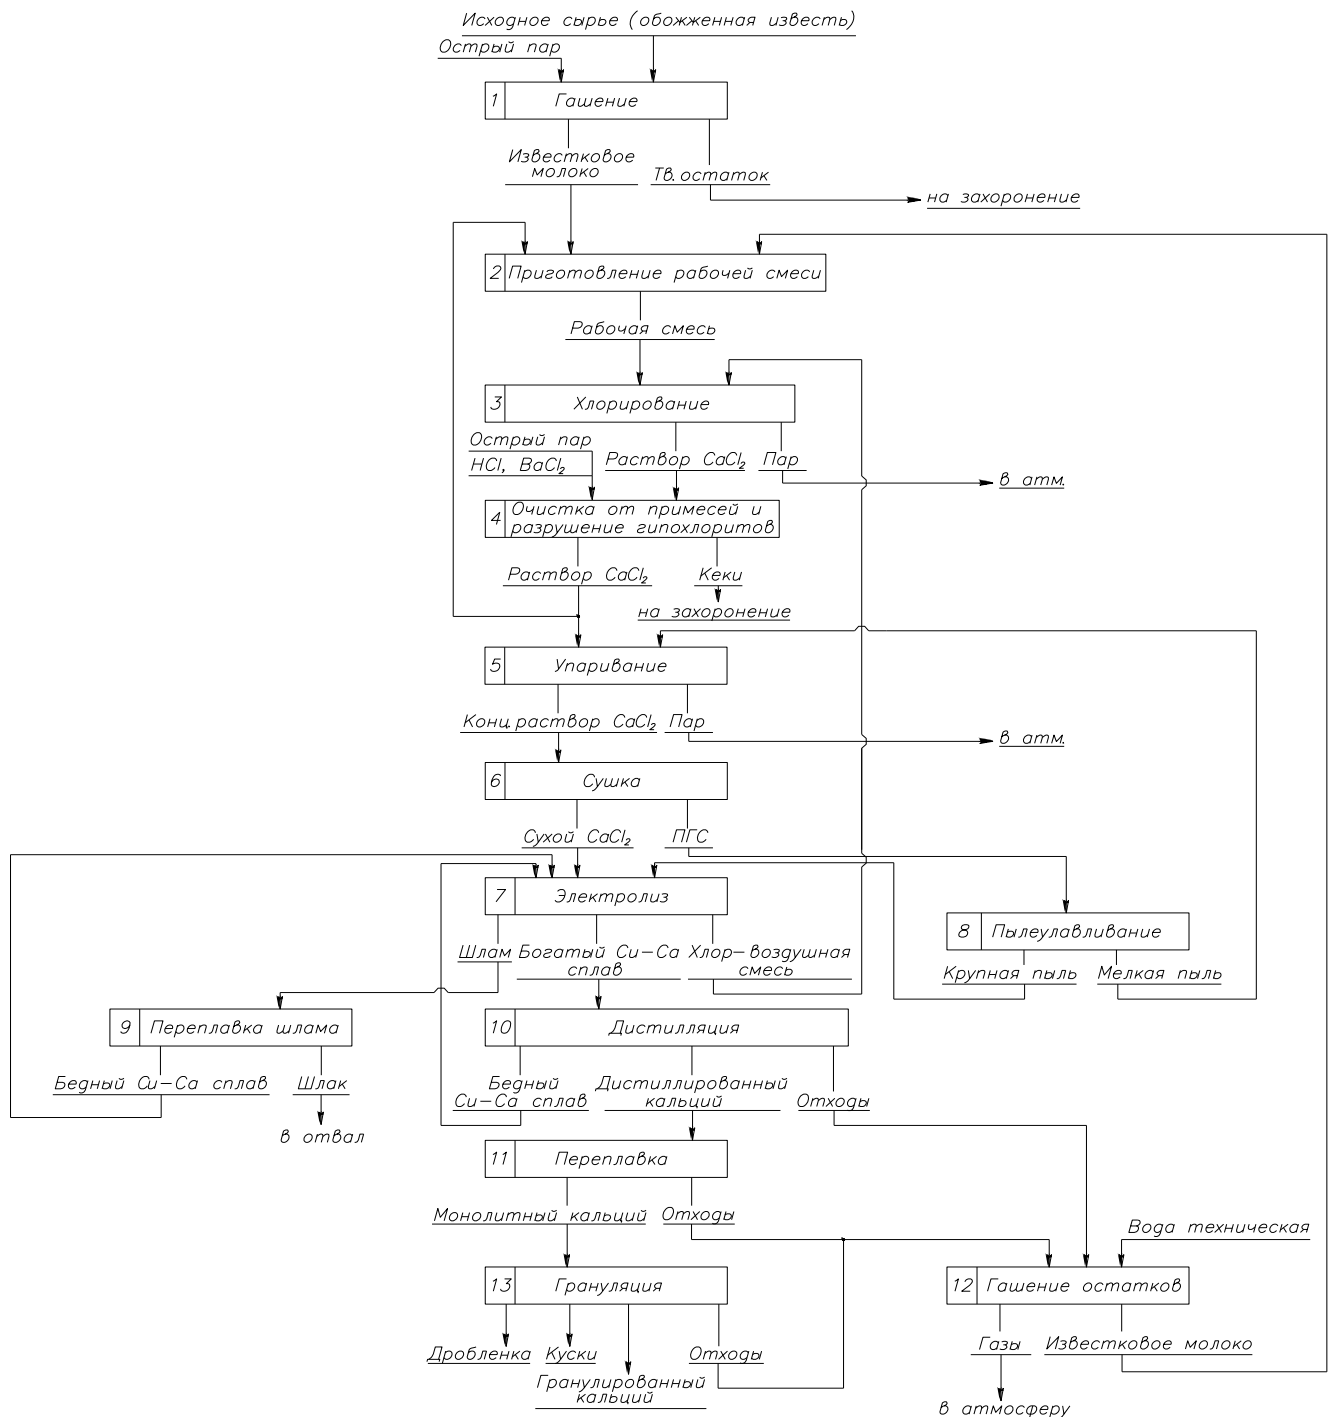 Исходное сырье (обожженная известь)
Острый пар
1 Гашение
Известковое
молоко
Тв. остаток
на захоронение
2 Приготовление рабочей смеси
Рабочая смесь
3 Хлорирование
Острый пар
HCl, BaCl₂
Раствор CaCl₂
Пар
в атм.
4 Очистка от примесей и
разрушение гипохлоритов
Раствор CaCl₂
Кеки
на захоронение
5 Упаривание
Конц. раствор CaCl₂
Пар
в атм.
6 Сушка
Сухой CaCl₂
ПГС
7 Электролиз
8 Пылеулавливание
Шлам
Богатый Cu-Ca
сплав
Хлор-воздушная
смесь
Крупная пыль
Мелкая пыль
9 Переплавка шлама
10 Дистилляция
Бедный Cu-Ca сплав
Шлак
в отвал
Бедный
Cu-Ca сплав
Дистиллированный
кальций
Отходы
11 Переплавка
Монолитный кальций
Отходы
Вода техническая
13 Грануляция
12 Гашение остатков
Дробленка
Куски
Гранулированный
кальций
Отходы
Газы
Известковое молоко
в атмосферу